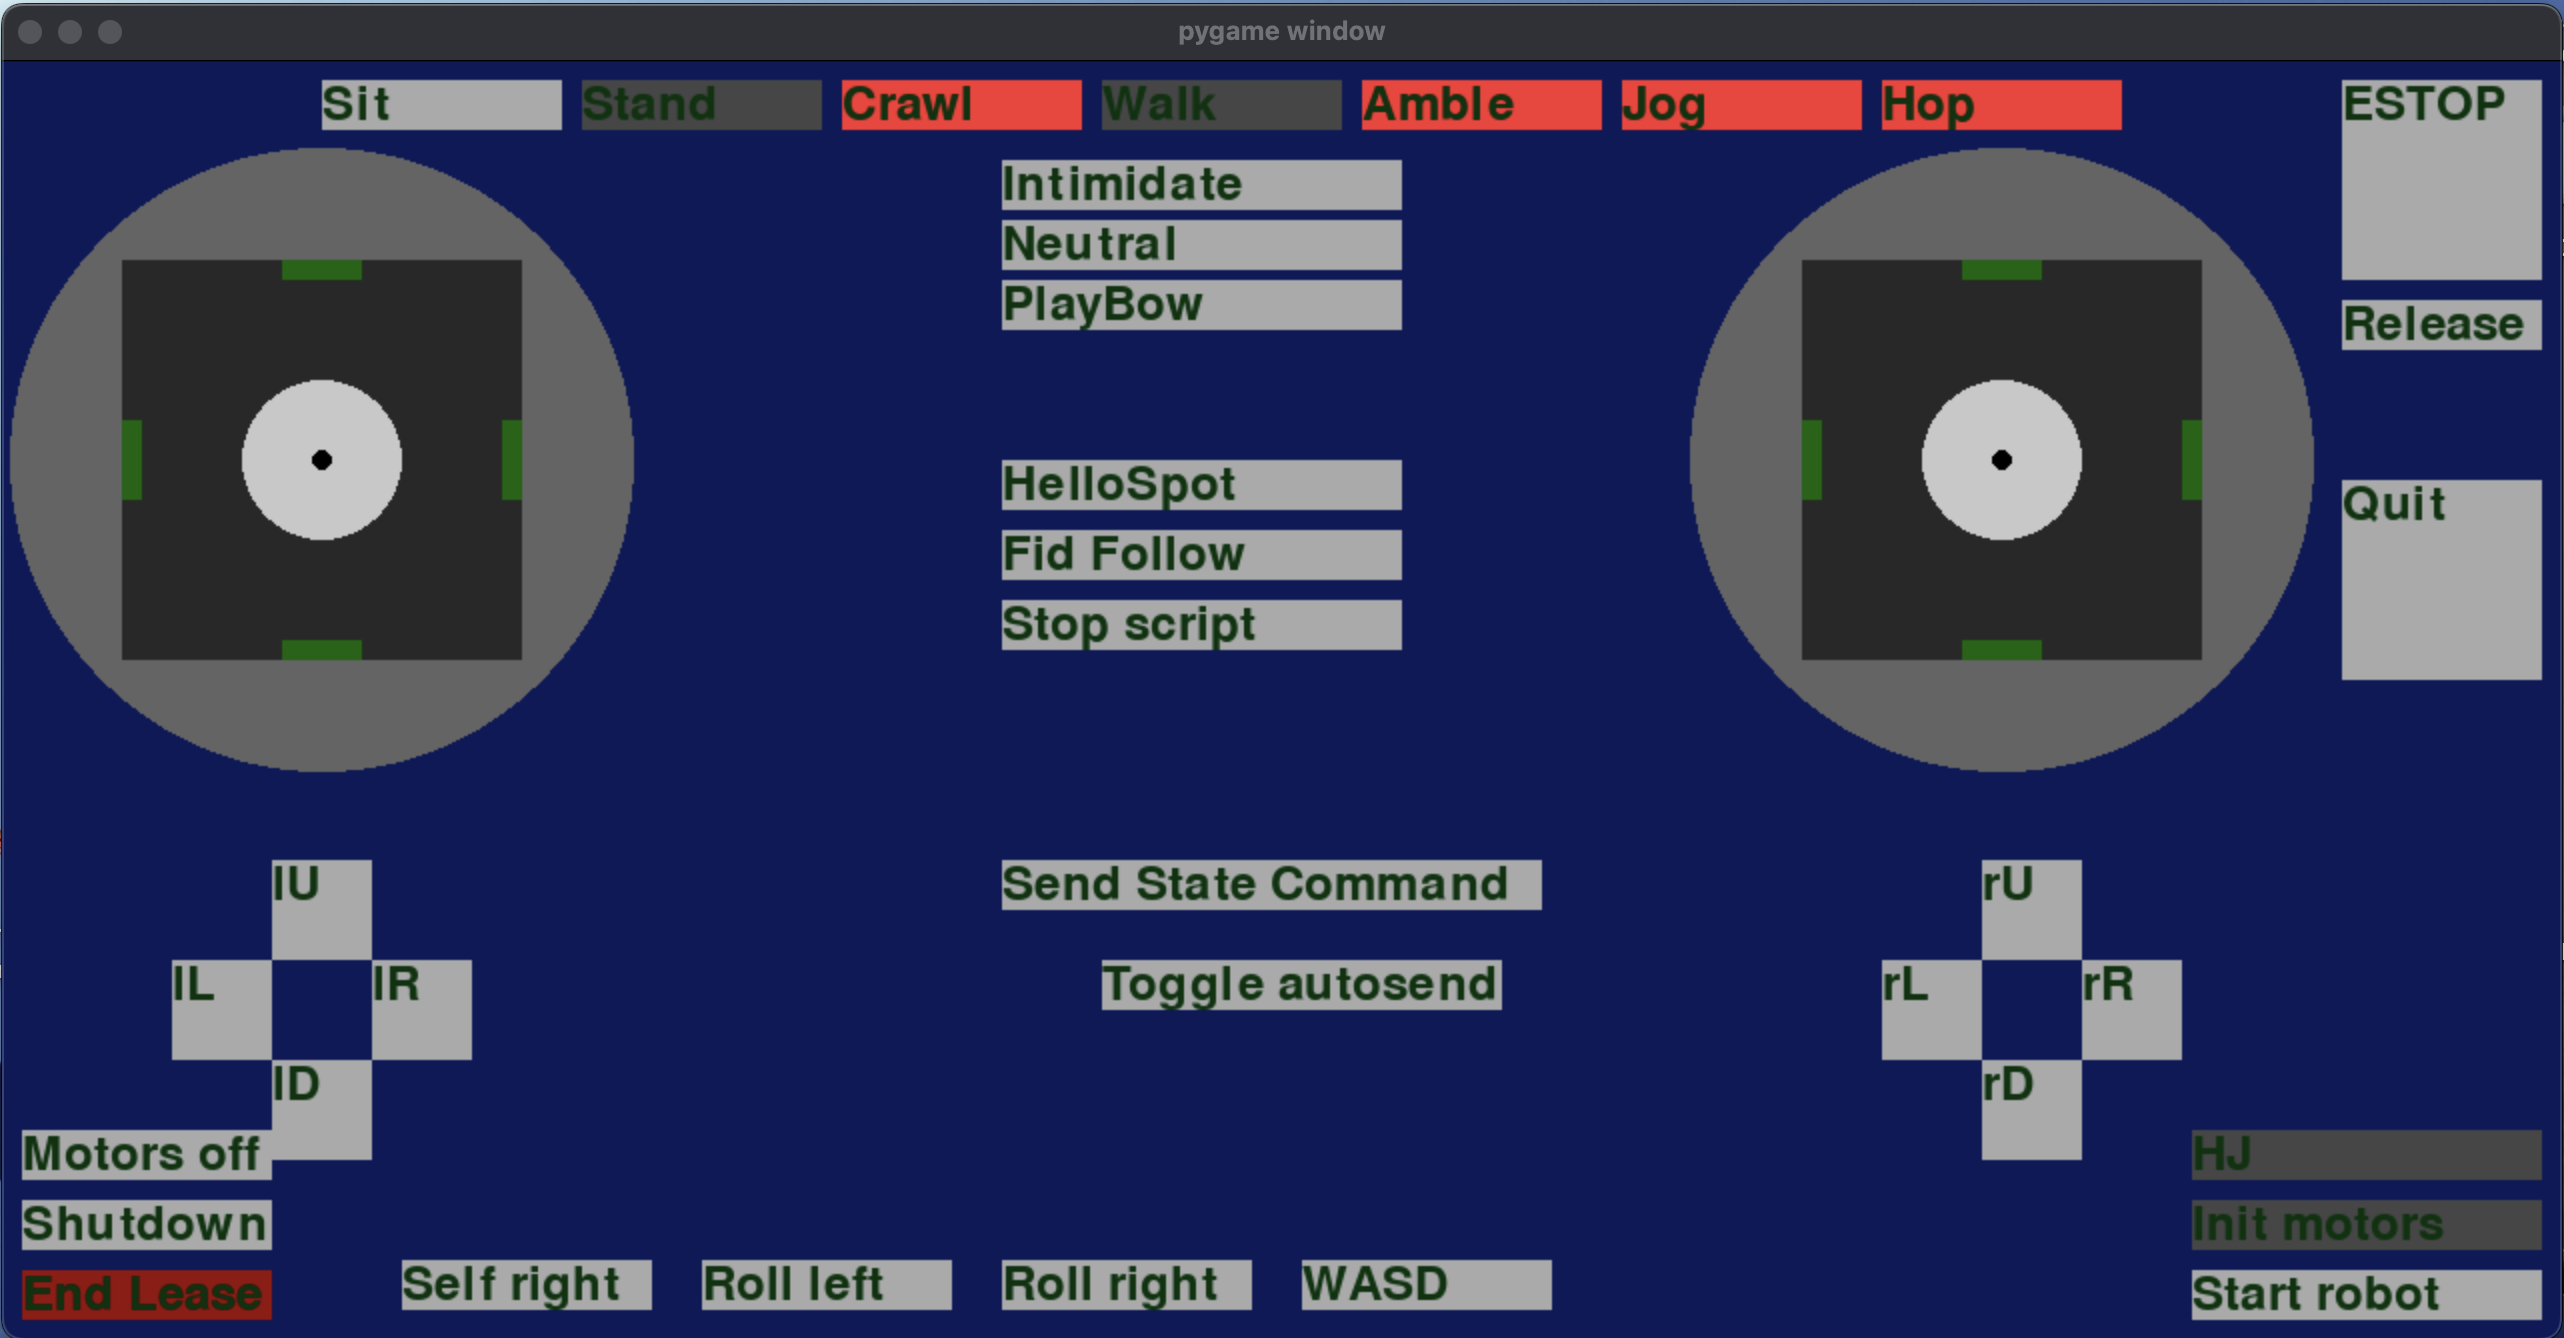 pygame window
Sit
Stand
Crawl
Walk
Amble
Jog
Hop
ESTOP
Intimidate
Neutral
PlayBow
Release
HelloSpot
Fid Follow
Stop script
Quit
lU
lL
lR
lD
Send State Command
Toggle autosend
rU
rL
rR
rD
Motors off
Shutdown
End Lease
Self right
Roll left
Roll right
WASD
HJ
Init motors
Start robot